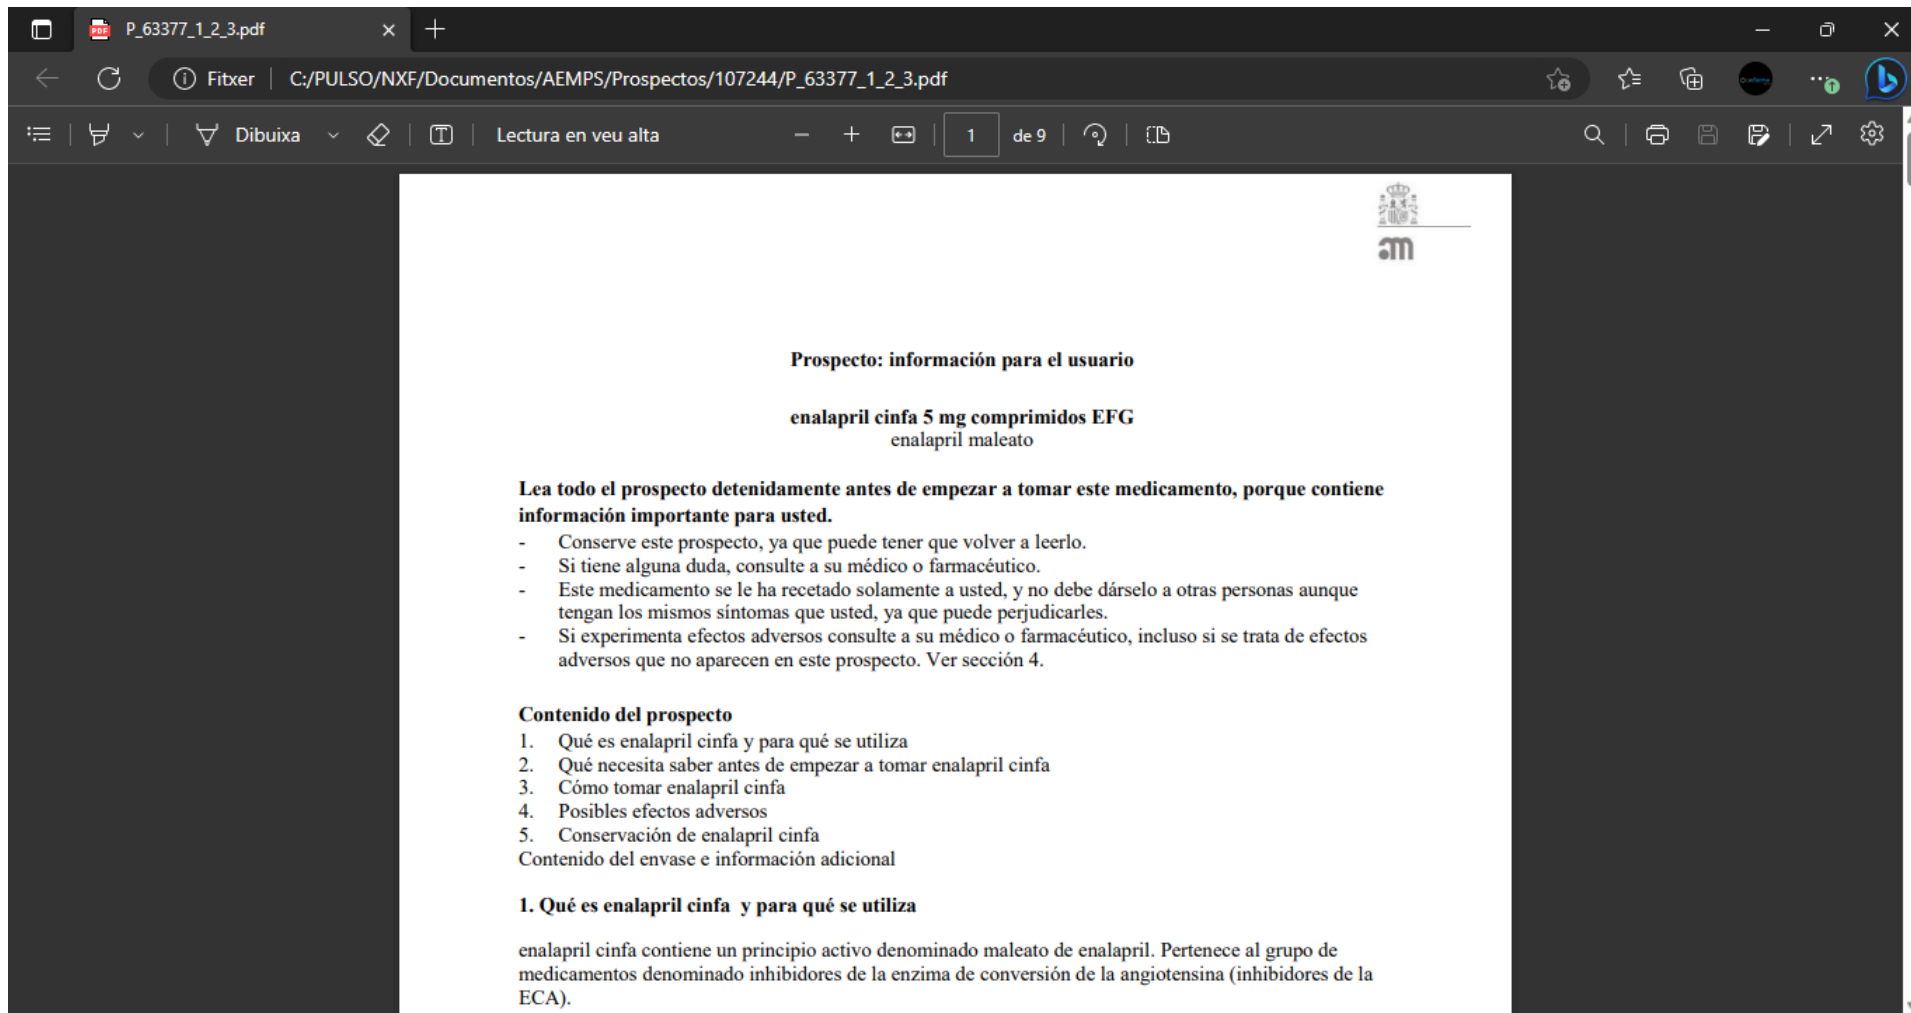 P_63377_1_2_3.pdf
Fitxer C:/PULSO/NXF/Documentos/AEMPS/Prospectos/107244/P_63377_1_2_3.pdf
Dibuixa Lectura en veu alta 1 de 9
am
Prospecto: información para el usuario
enalapril cinfa 5 mg comprimidos EFG
enalapril maleato
Lea todo el prospecto detenidamente antes de empezar a tomar este medicamento, porque contiene
información importante para usted.
- Conserve este prospecto, ya que puede tener que volver a leerlo.
- Si tiene alguna duda, consulte a su médico o farmacéutico.
- Este medicamento se le ha recetado solamente a usted, y no debe dárselo a otras personas aunque
tengan los mismos síntomas que usted, ya que puede perjudicarles.
- Si experimenta efectos adversos consulte a su médico o farmacéutico, incluso si se trata de efectos
adversos que no aparecen en este prospecto. Ver sección 4.
Contenido del prospecto
1. Qué es enalapril cinfa y para qué se utiliza
2. Qué necesita saber antes de empezar a tomar enalapril cinfa
3. Cómo tomar enalapril cinfa
4. Posibles efectos adversos
5. Conservación de enalapril cinfa
Contenido del envase e información adicional
1. Qué es enalapril cinfa y para qué se utiliza
enalapril cinfa contiene un principio activo denominado maleato de enalapril. Pertenece al grupo de
medicamentos denominado inhibidores de la enzima de conversión de la angiotensina (inhibidores de la
ECA).